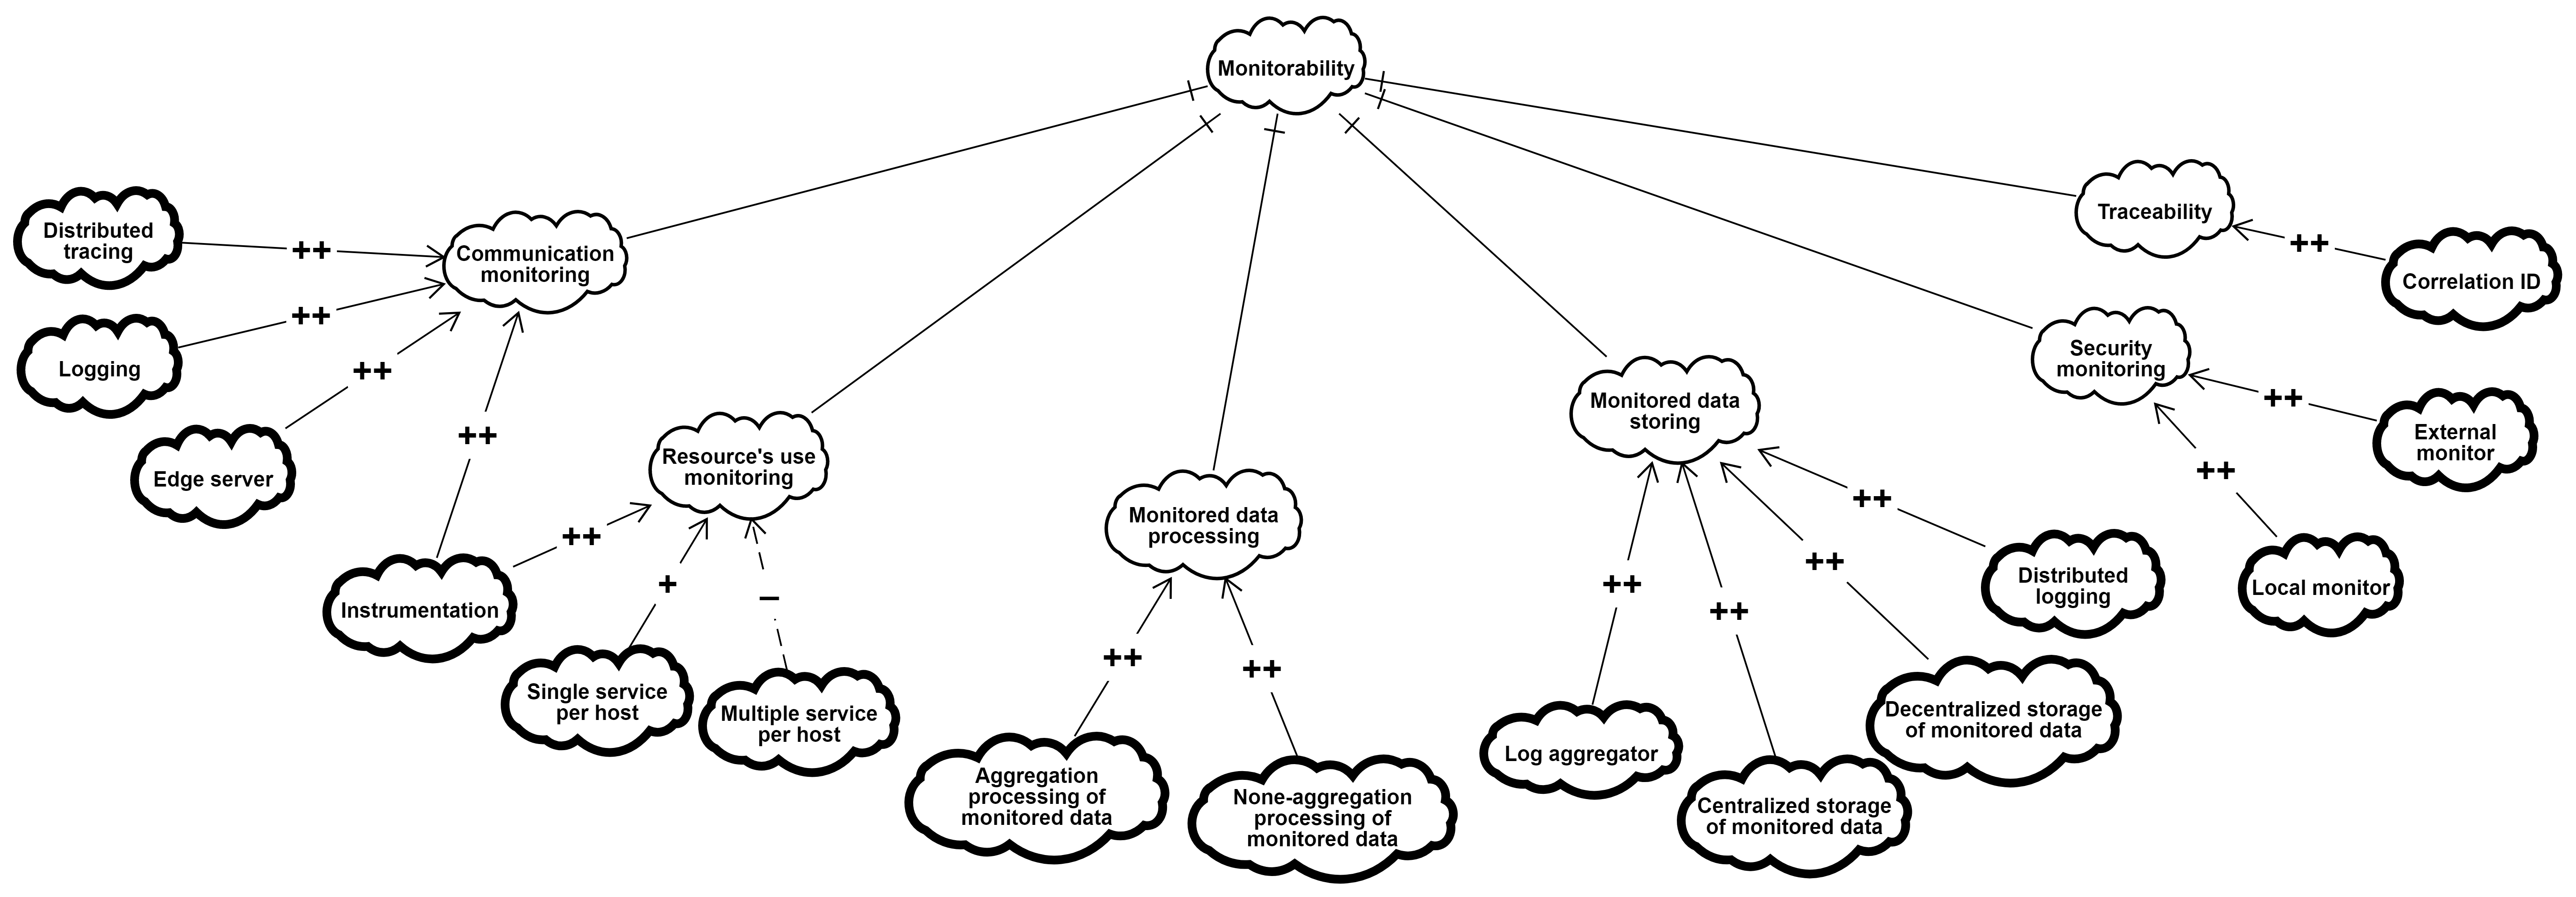 Monitorability
Distributed
tracing
++
Communication
monitoring
Logging
++
Edge server
++
Instrumentation
++
++
Resource's use
monitoring
Single service
per host
+
Multiple service
per host
–
Monitored data
processing
++
Aggregation
processing of
monitored data
++
None-aggregation
processing of
monitored data
Monitored data
storing
++
Log aggregator
++
Centralized storage
of monitored data
++
Decentralized storage
of monitored data
++
Distributed
logging
Security
monitoring
++
Local monitor
++
External
monitor
Traceability
++
Correlation ID